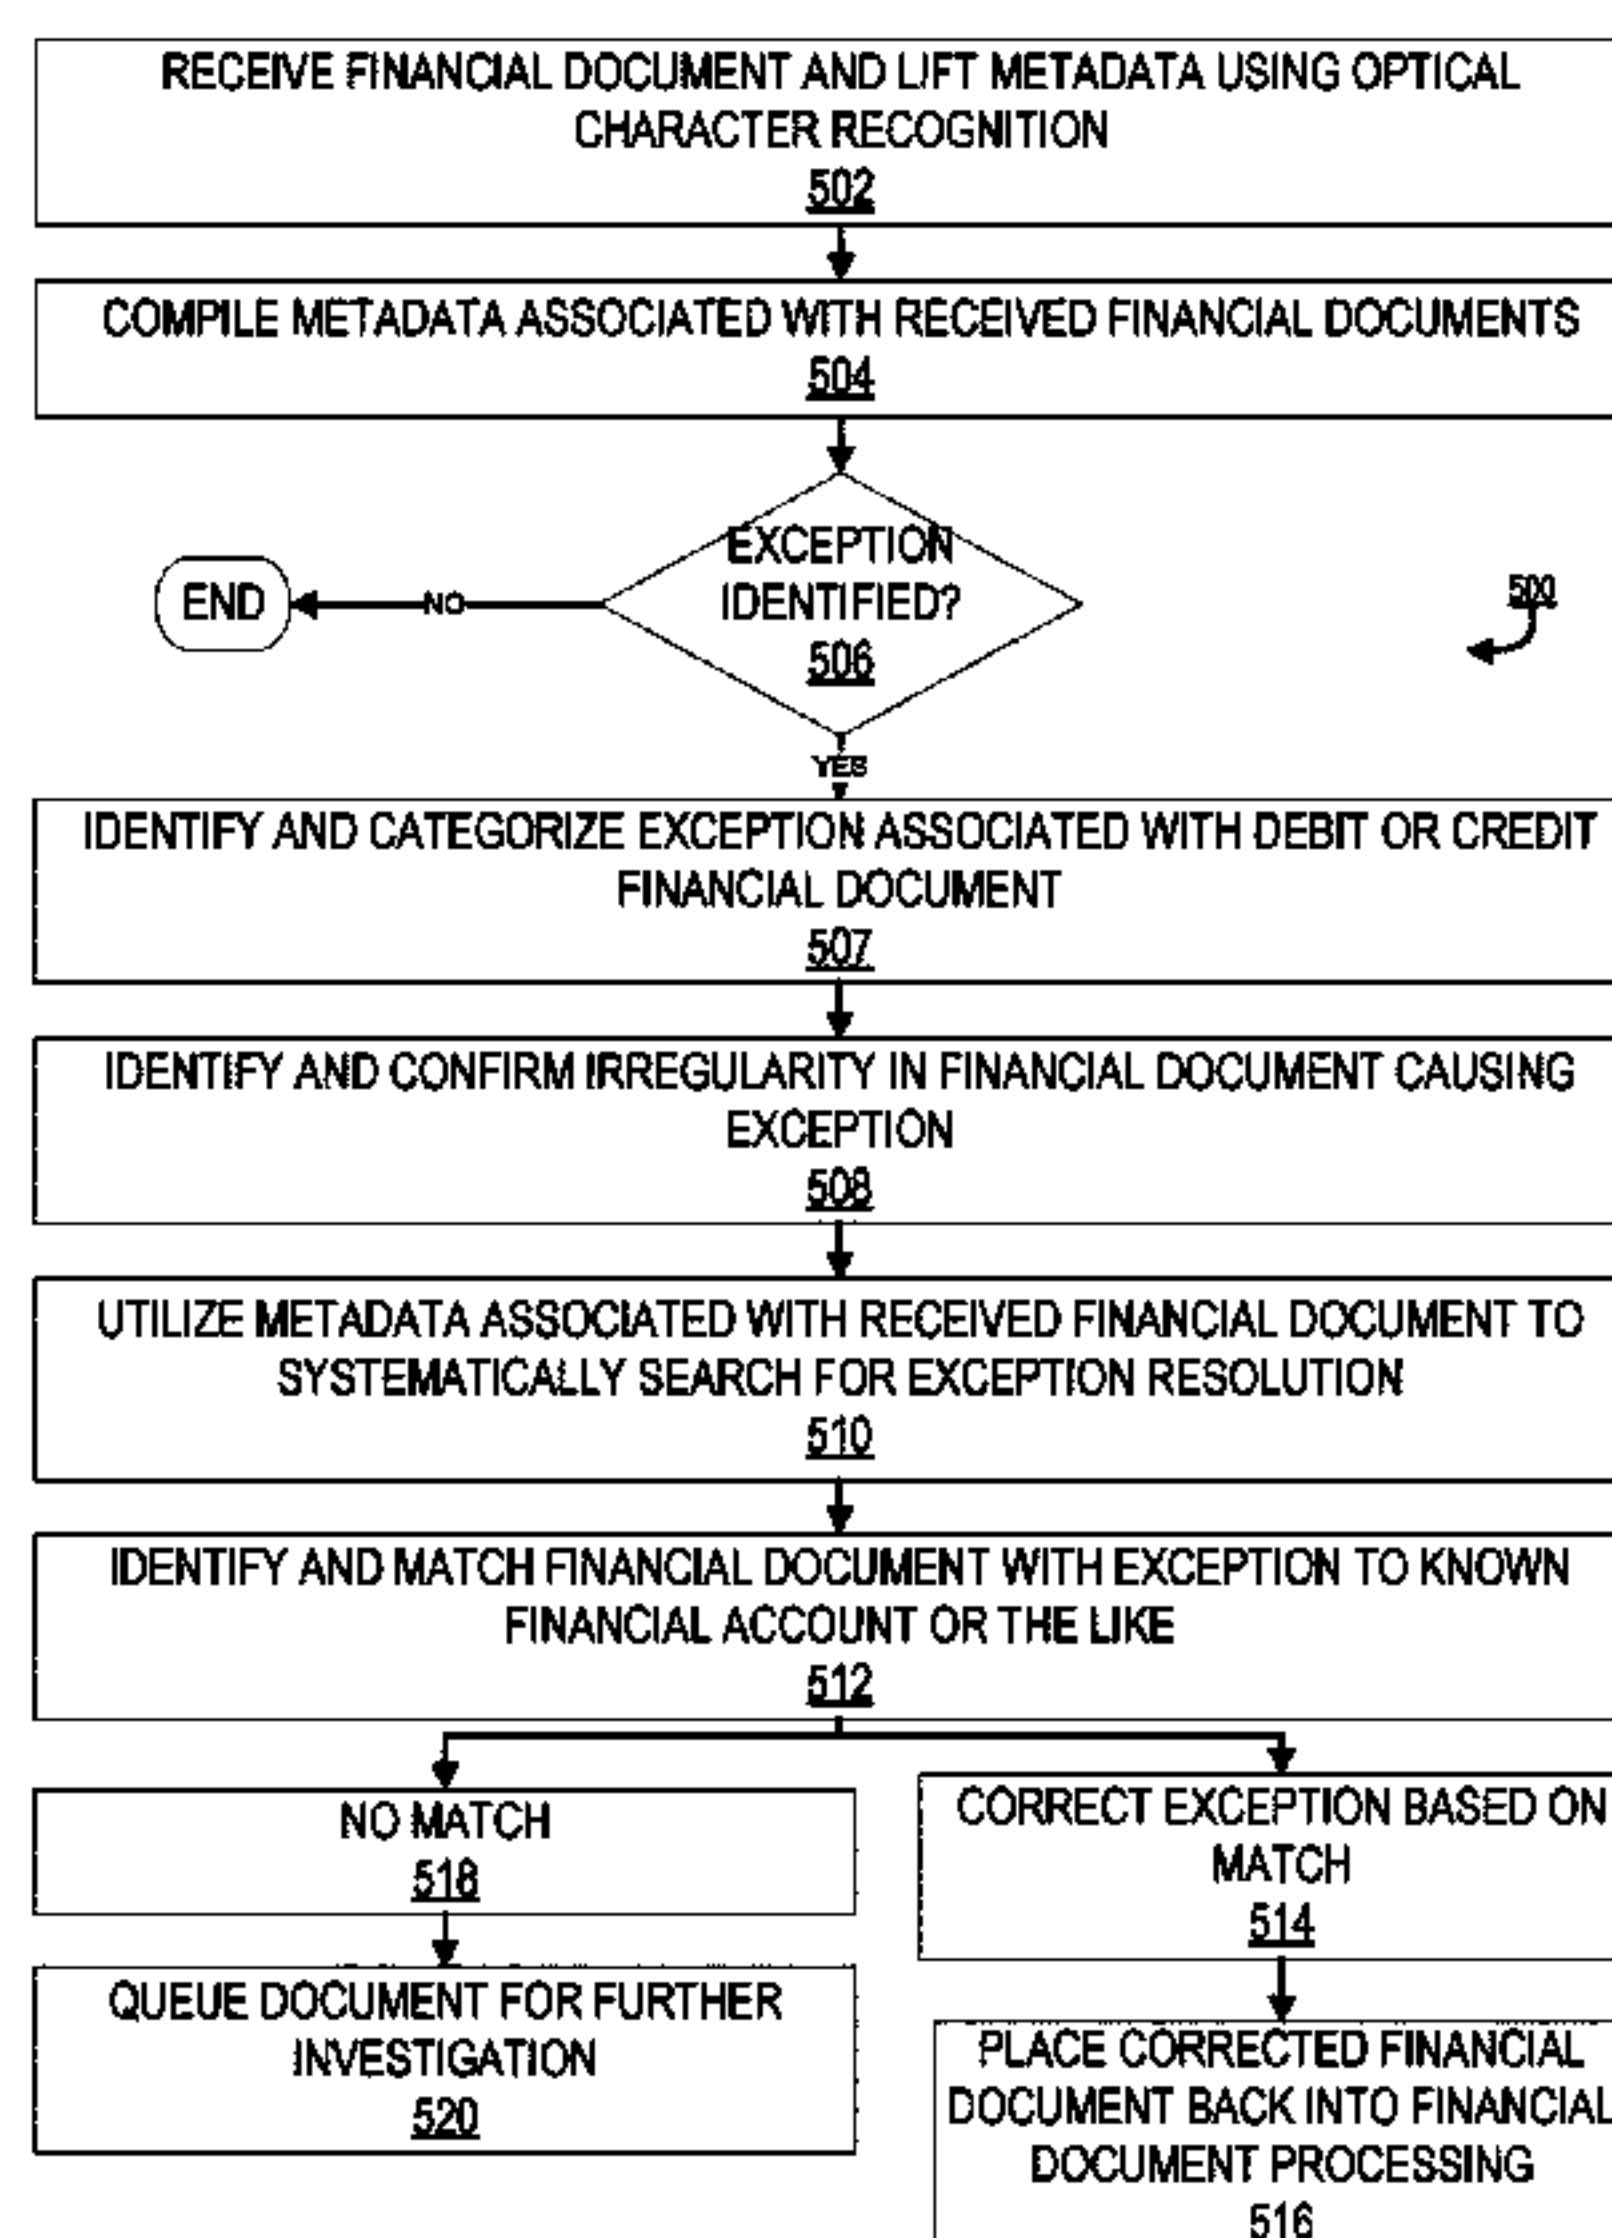 RECEIVE FINANCIAL DOCUMENT AND LIFT METADATA USING OPTICAL
CHARACTER RECOGNITION
502
COMPILE METADATA ASSOCIATED WITH RECEIVED FINANCIAL DOCUMENTS
504
EXCEPTION
IDENTIFIED?
506
NO
END
500
YES
IDENTIFY AND CATEGORIZE EXCEPTION ASSOCIATED WITH DEBIT OR CREDIT
FINANCIAL DOCUMENT
507
IDENTIFY AND CONFIRM IRREGULARITY IN FINANCIAL DOCUMENT CAUSING
EXCEPTION
508
UTILIZE METADATA ASSOCIATED WITH RECEIVED FINANCIAL DOCUMENT TO
SYSTEMATICALLY SEARCH FOR EXCEPTION RESOLUTION
510
IDENTIFY AND MATCH FINANCIAL DOCUMENT WITH EXCEPTION TO KNOWN
FINANCIAL ACCOUNT OR THE LIKE
512
NO MATCH
518
QUEUE DOCUMENT FOR FURTHER
INVESTIGATION
520
CORRECT EXCEPTION BASED ON
MATCH
514
PLACE CORRECTED FINANCIAL
DOCUMENT BACK INTO FINANCIAL
DOCUMENT PROCESSING
516